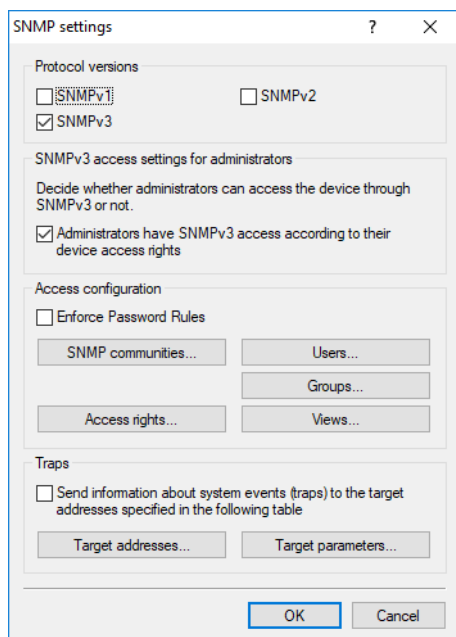 SNMP settings
?
Protocol versions
SNMPv1
SNMPv2
SNMPv3
SNMPv3 access settings for administrators
Decide whether administrators can access the device through
SNMPv3 or not.
Administrators have SNMPv3 access according to their
device access rights
Access configuration
Enforce Password Rules
SNMP communities...
Users...
Groups...
Access rights...
Views...
Traps
Send information about system events (traps) to the target
addresses specified in the following table
Target addresses...
Target parameters...
OK
Cancel